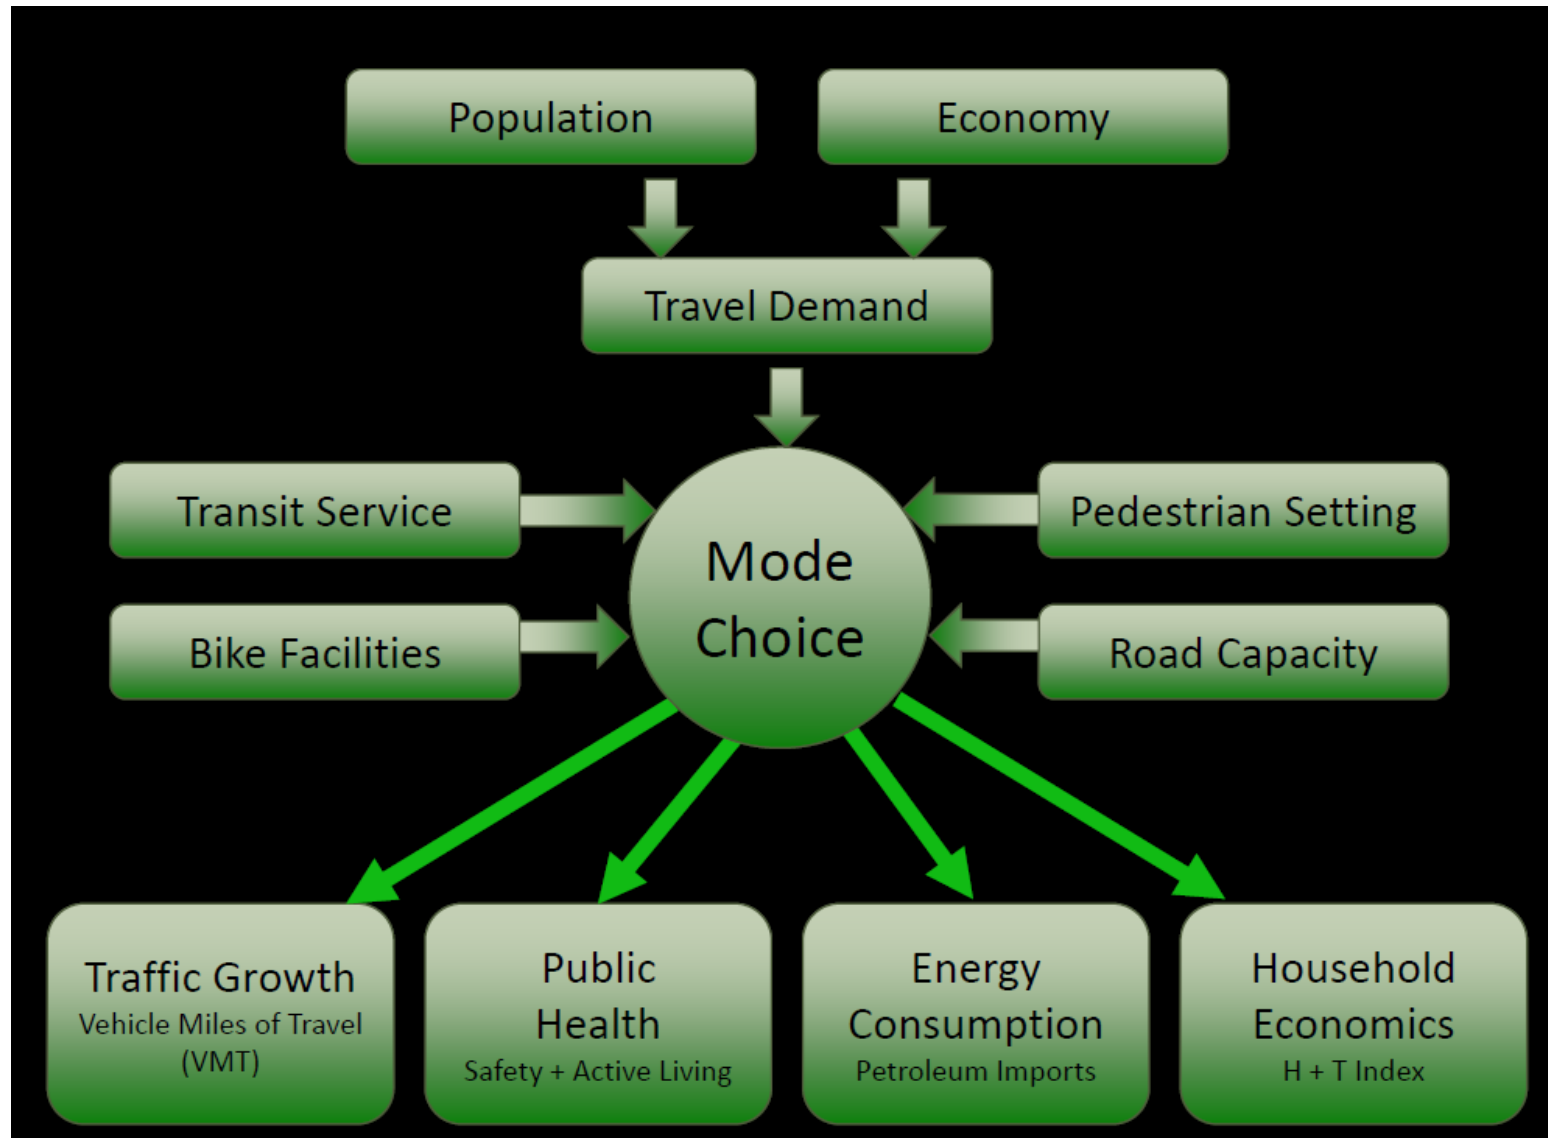 Population
Economy
Travel Demand
Transit Service
Pedestrian Setting
Mode
Choice
Bike Facilities
Road Capacity
Traffic Growth
Vehicle Miles of Travel
(VMT)
Public
Health
Safety + Active Living
Energy
Consumption
Petroleum Imports
Household
Economics
H + T Index